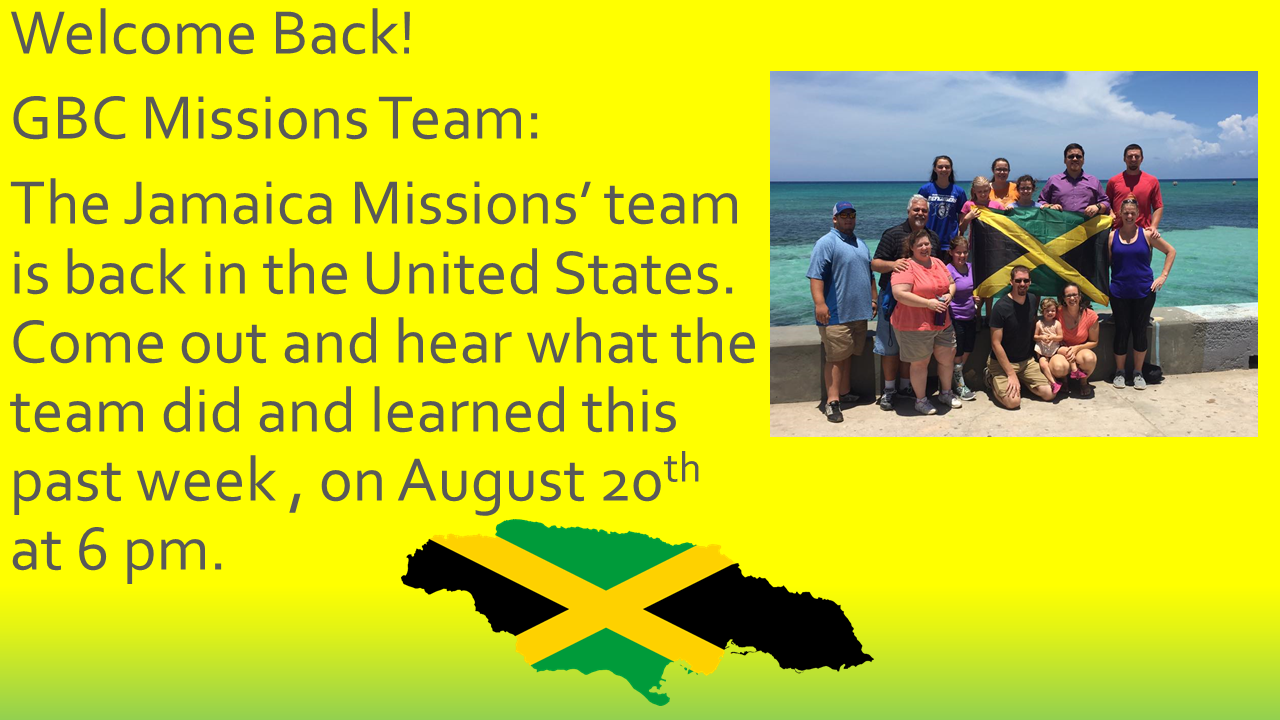 Welcome Back!
GBC Missions Team:
The Jamaica Missions’ team
is back in the United States.
Come out and hear what the
team did and learned this
past week , on August 20th
at 6 pm.